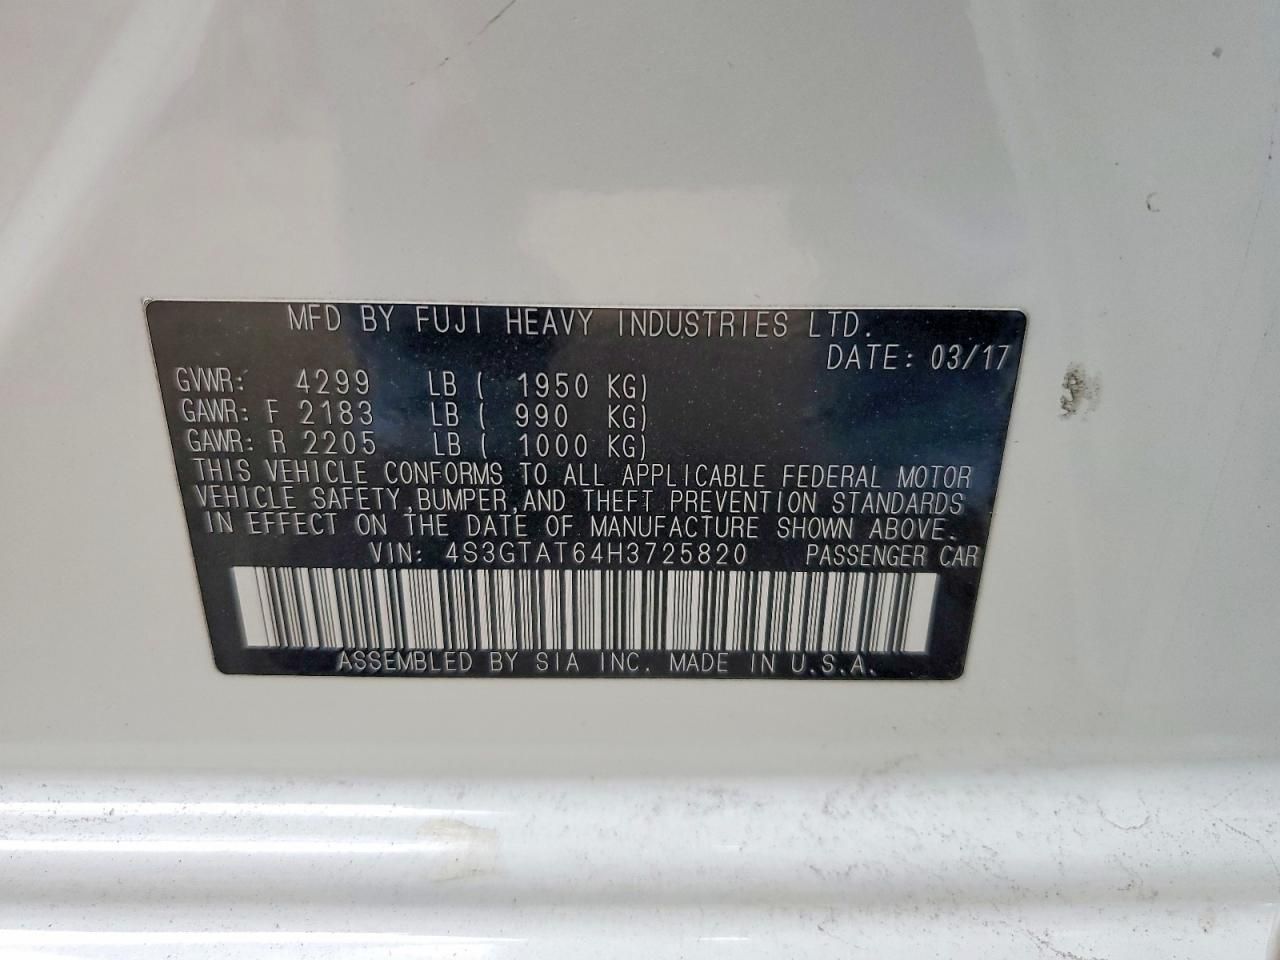 MFD BY FUJI HEAVY INDUSTRIES LTD.
DATE: 03/17
GVWR: 4299 LB ( 1950 KG)
GAWR: F 2183 LB ( 990 KG)
GAWR: R 2205 LB ( 1000 KG)
THIS VEHICLE CONFORMS TO ALL APPLICABLE FEDERAL MOTOR
VEHICLE SAFETY,BUMPER,AND THEFT PREVENTION STANDARDS
IN EFFECT ON THE DATE OF MANUFACTURE SHOWN ABOVE.
VIN: 4S3GTAT64H3725820 PASSENGER CAR
ASSEMBLED BY SIA INC. MADE IN U.S.A.